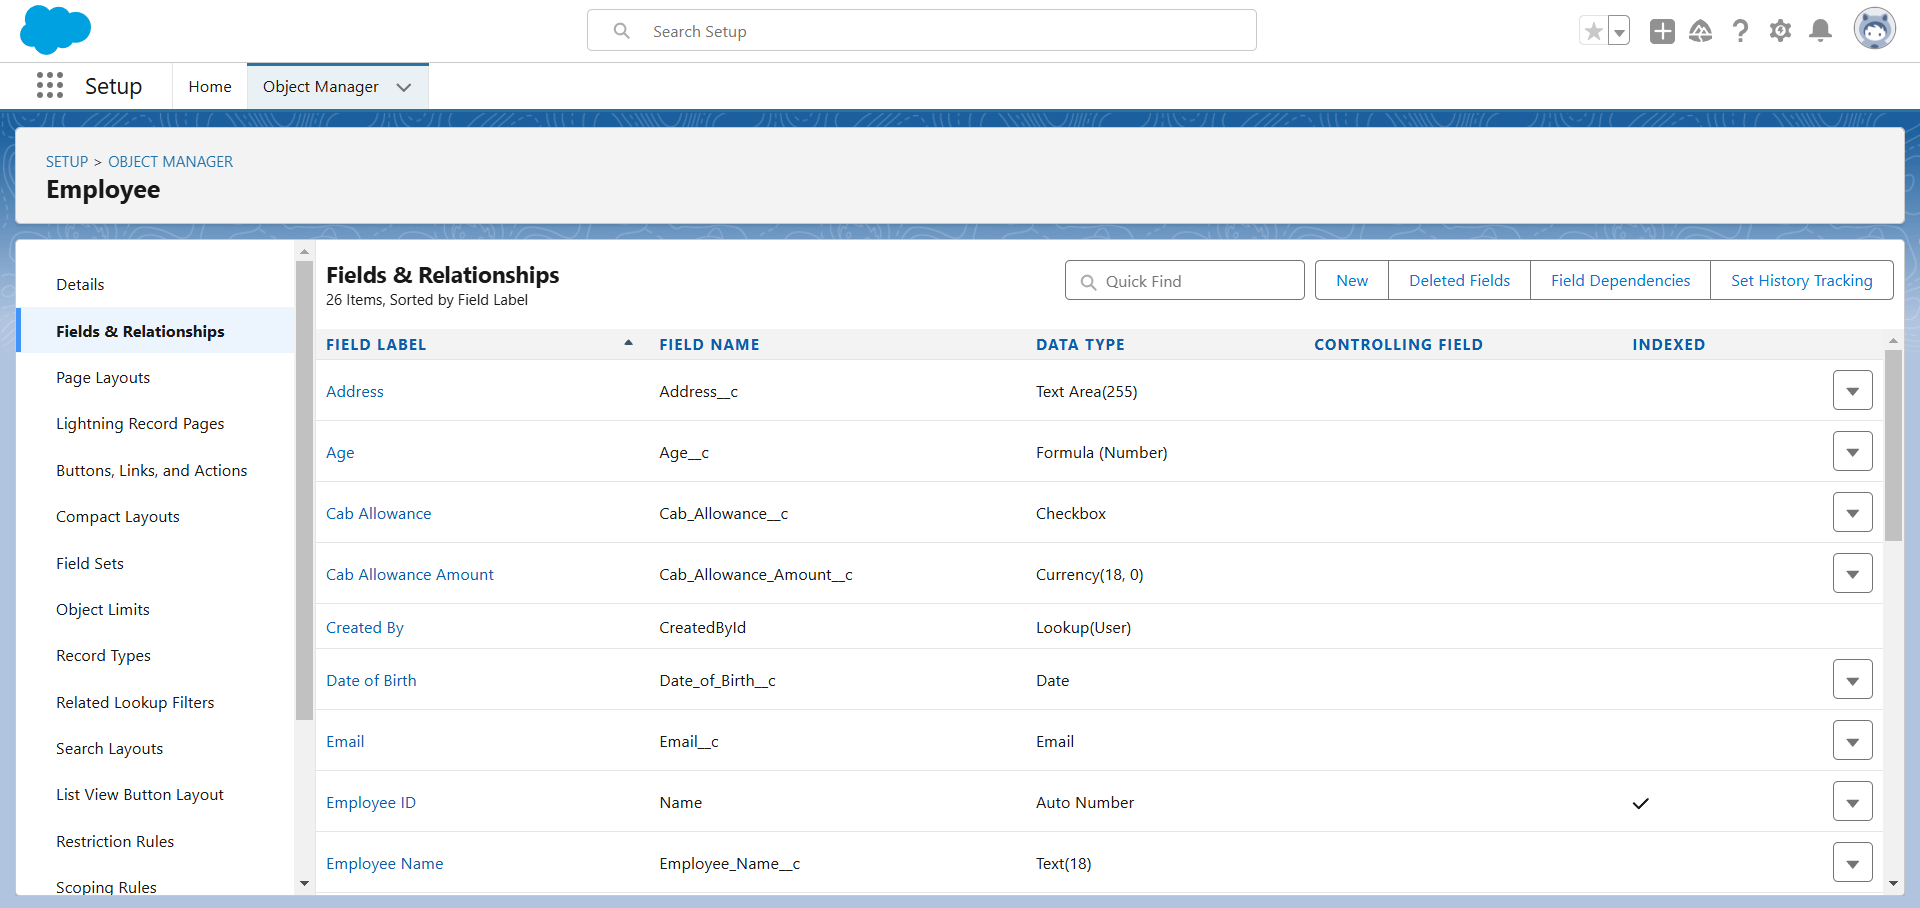 Search Setup
Setup
Home
Object Manager
SETUP > OBJECT MANAGER
Employee
Details
Fields & Relationships
Page Layouts
Lightning Record Pages
Buttons, Links, and Actions
Compact Layouts
Field Sets
Object Limits
Record Types
Related Lookup Filters
Search Layouts
List View Button Layout
Restriction Rules
Scoping Rules
Fields & Relationships
26 Items, Sorted by Field Label
Quick Find
New
Deleted Fields
Field Dependencies
Set History Tracking
FIELD LABEL FIELD NAME DATA TYPE CONTROLLING FIELD INDEXED
Address Address__c Text Area(255)
Age Age__c Formula (Number)
Cab Allowance Cab_Allowance__c Checkbox
Cab Allowance Amount Cab_Allowance_Amount__c Currency(18, 0)
Created By CreatedById Lookup(User)
Date of Birth Date_of_Birth__c Date
Email Email__c Email
Employee ID Name Auto Number
Employee Name Employee_Name__c Text(18)